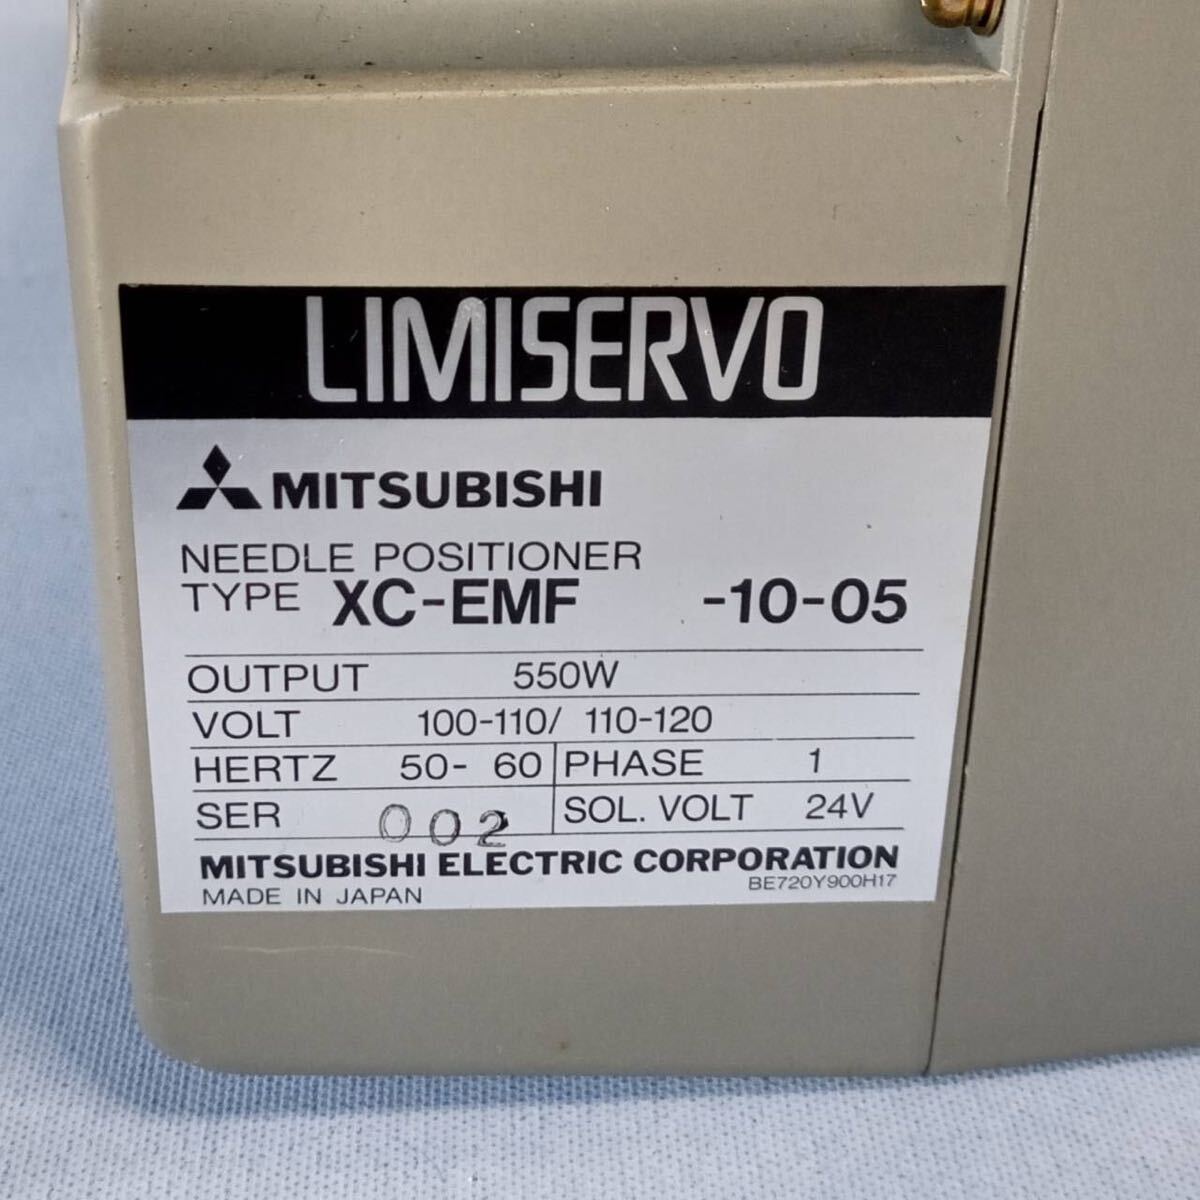 LIMISERVO
MITSUBISHI
NEEDLE POSITIONER
TYPE XC-EMF -10-05
OUTPUT 550W
VOLT 100-110/ 110-120
HERTZ 50- 60 PHASE 1
SER 002 SOL. VOLT 24V
MITSUBISHI ELECTRIC CORPORATION
MADE IN JAPAN BE720Y900H17